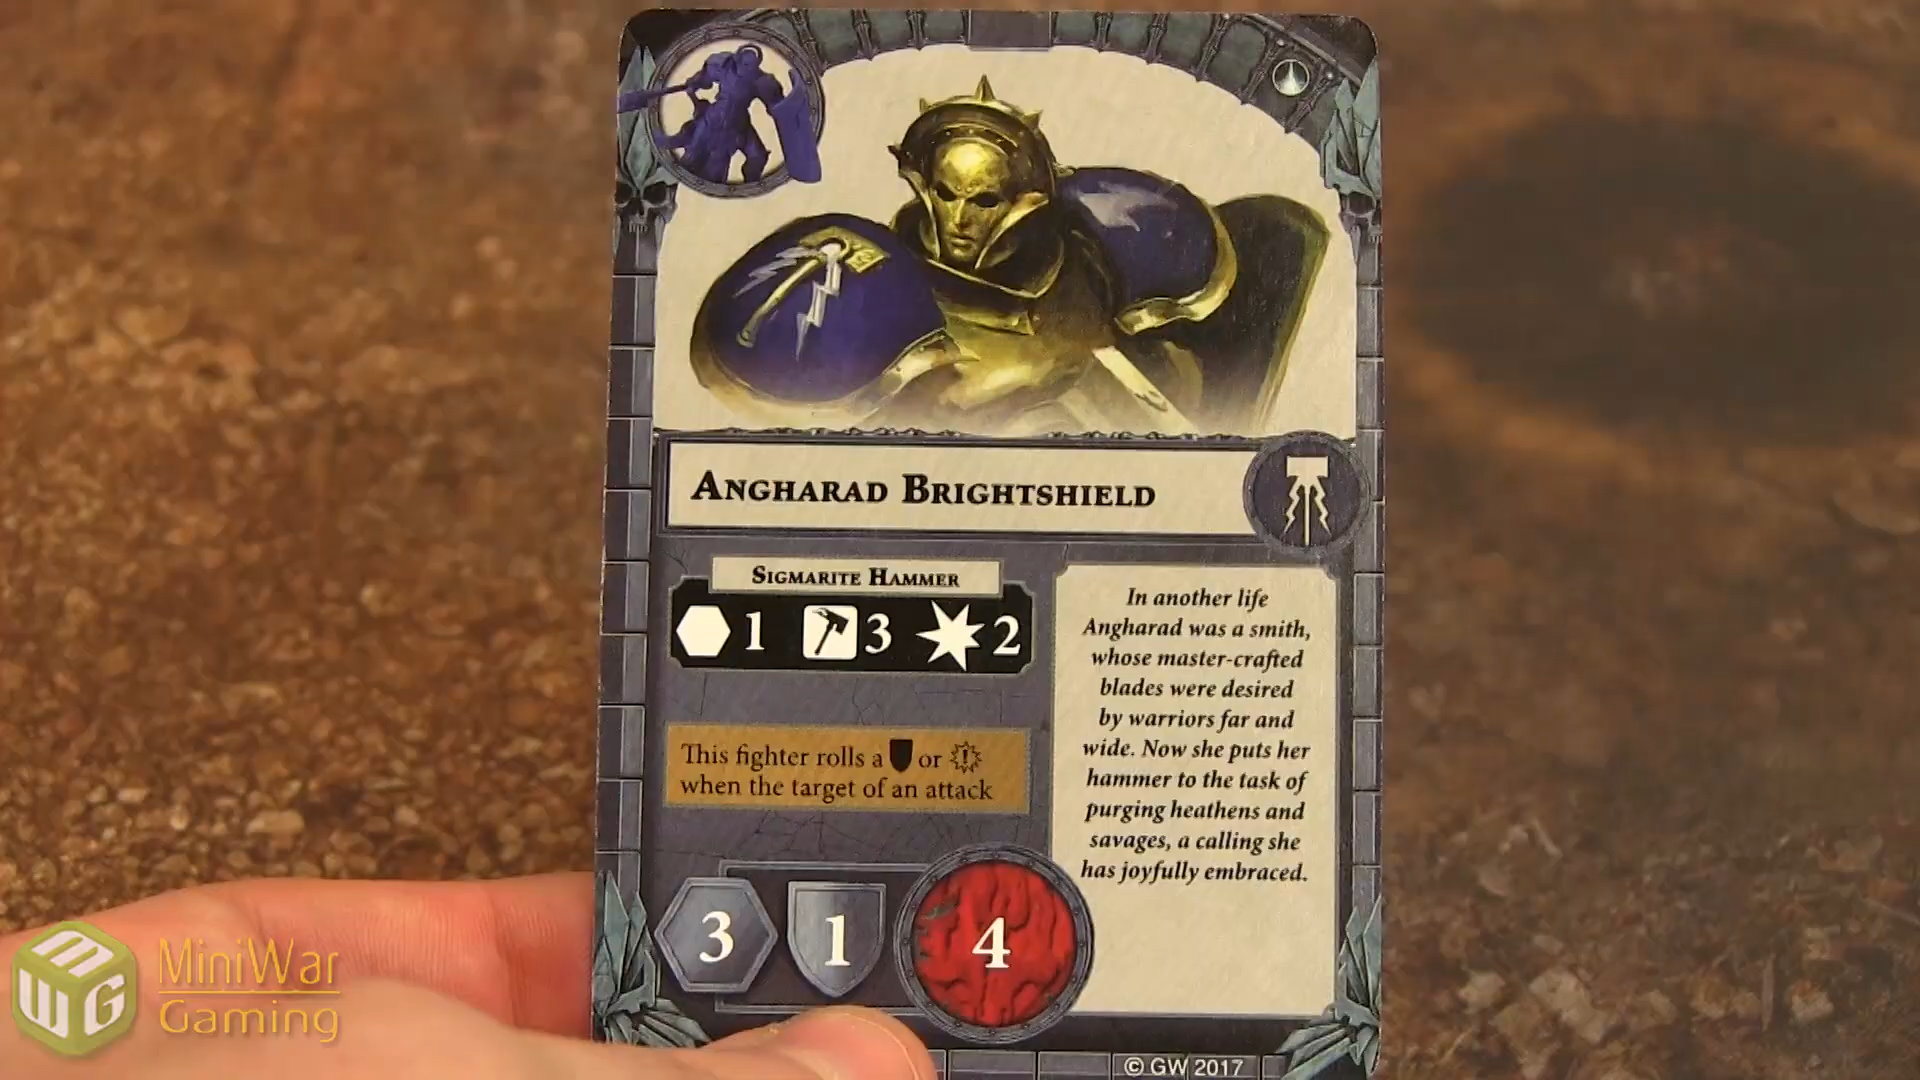 Angharad Brightshield
Sigmarite Hammer
1 3 2
This fighter rolls a or
when the target of an attack
3 1 4
In another life
Angharad was a smith,
whose master-crafted
blades were desired
by warriors far and
wide. Now she puts her
hammer to the task of
purging heathens and
savages, a calling she
has joyfully embraced.
© GW 2017
MWG
MiniWar
Gaming